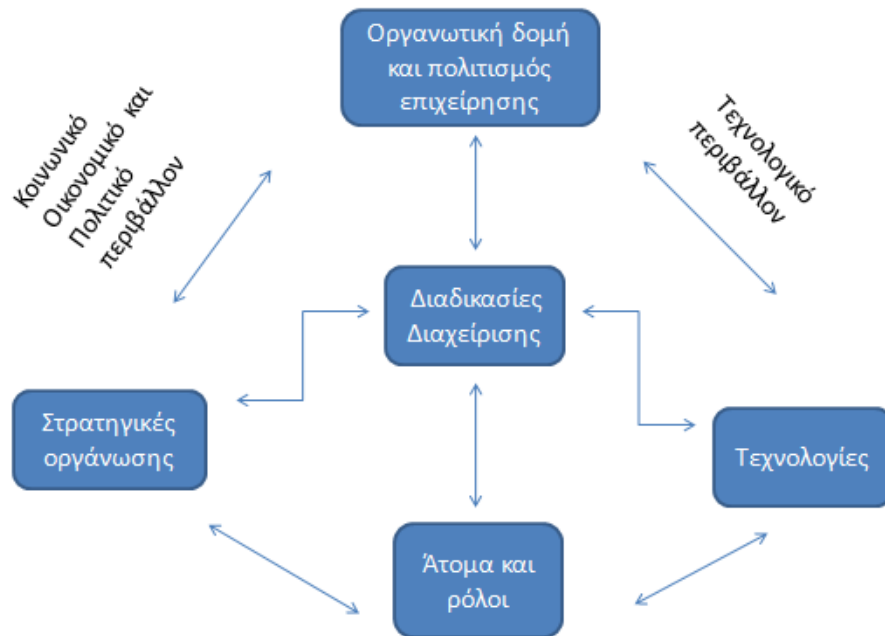 Οργανωτική δομή
και πολιτισμός
επιχείρησης
Κοινωνικό
Οικονομικό και
Πολιτικό
περιβάλλον
Τεχνολογικό
περιβάλλον
Διαδικασίες
Διαχείρισης
Στρατηγικές
οργάνωσης
Τεχνολογίες
Άτομα και
ρόλοι